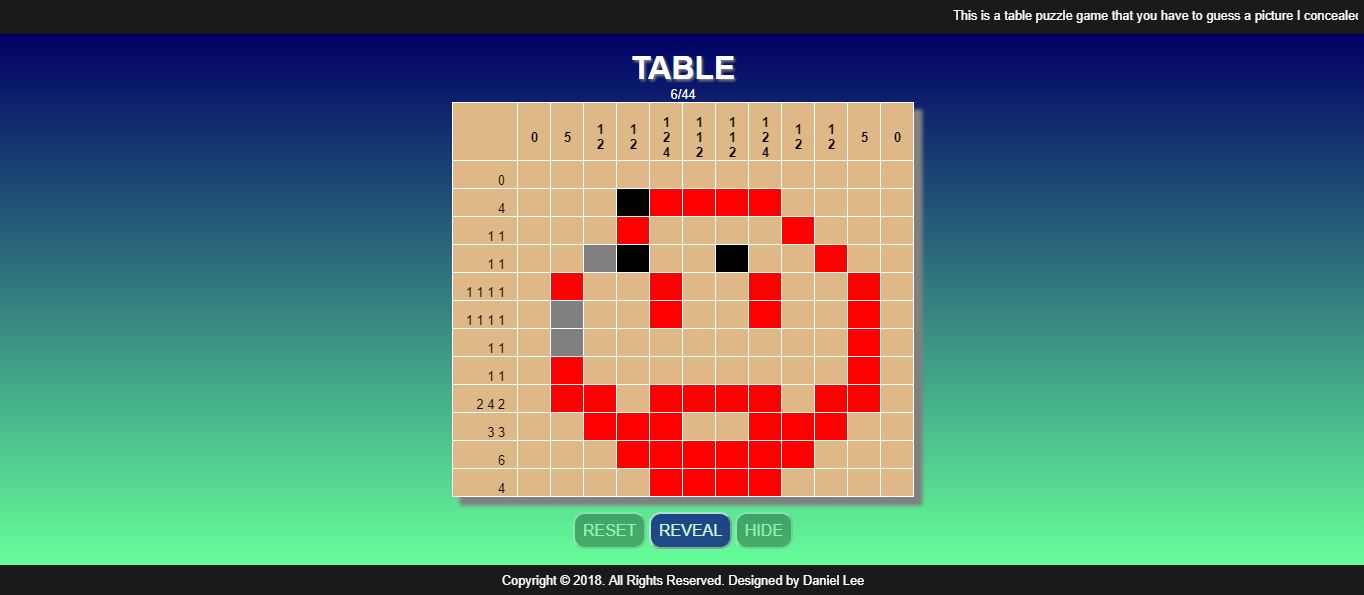 This is a table puzzle game that you have to guess a picture I concealed
TABLE
6/44
0 5 1 1 1 1 1 1 1 1 5 0
2 2 2 1 1 2 2 2
4 2 2 4
0
4
1 1
1 1
1 1 1 1
1 1 1 1
1 1
1 1
2 4 2
3 3
6
4
RESET REVEAL HIDE
Copyright © 2018. All Rights Reserved. Designed by Daniel Lee